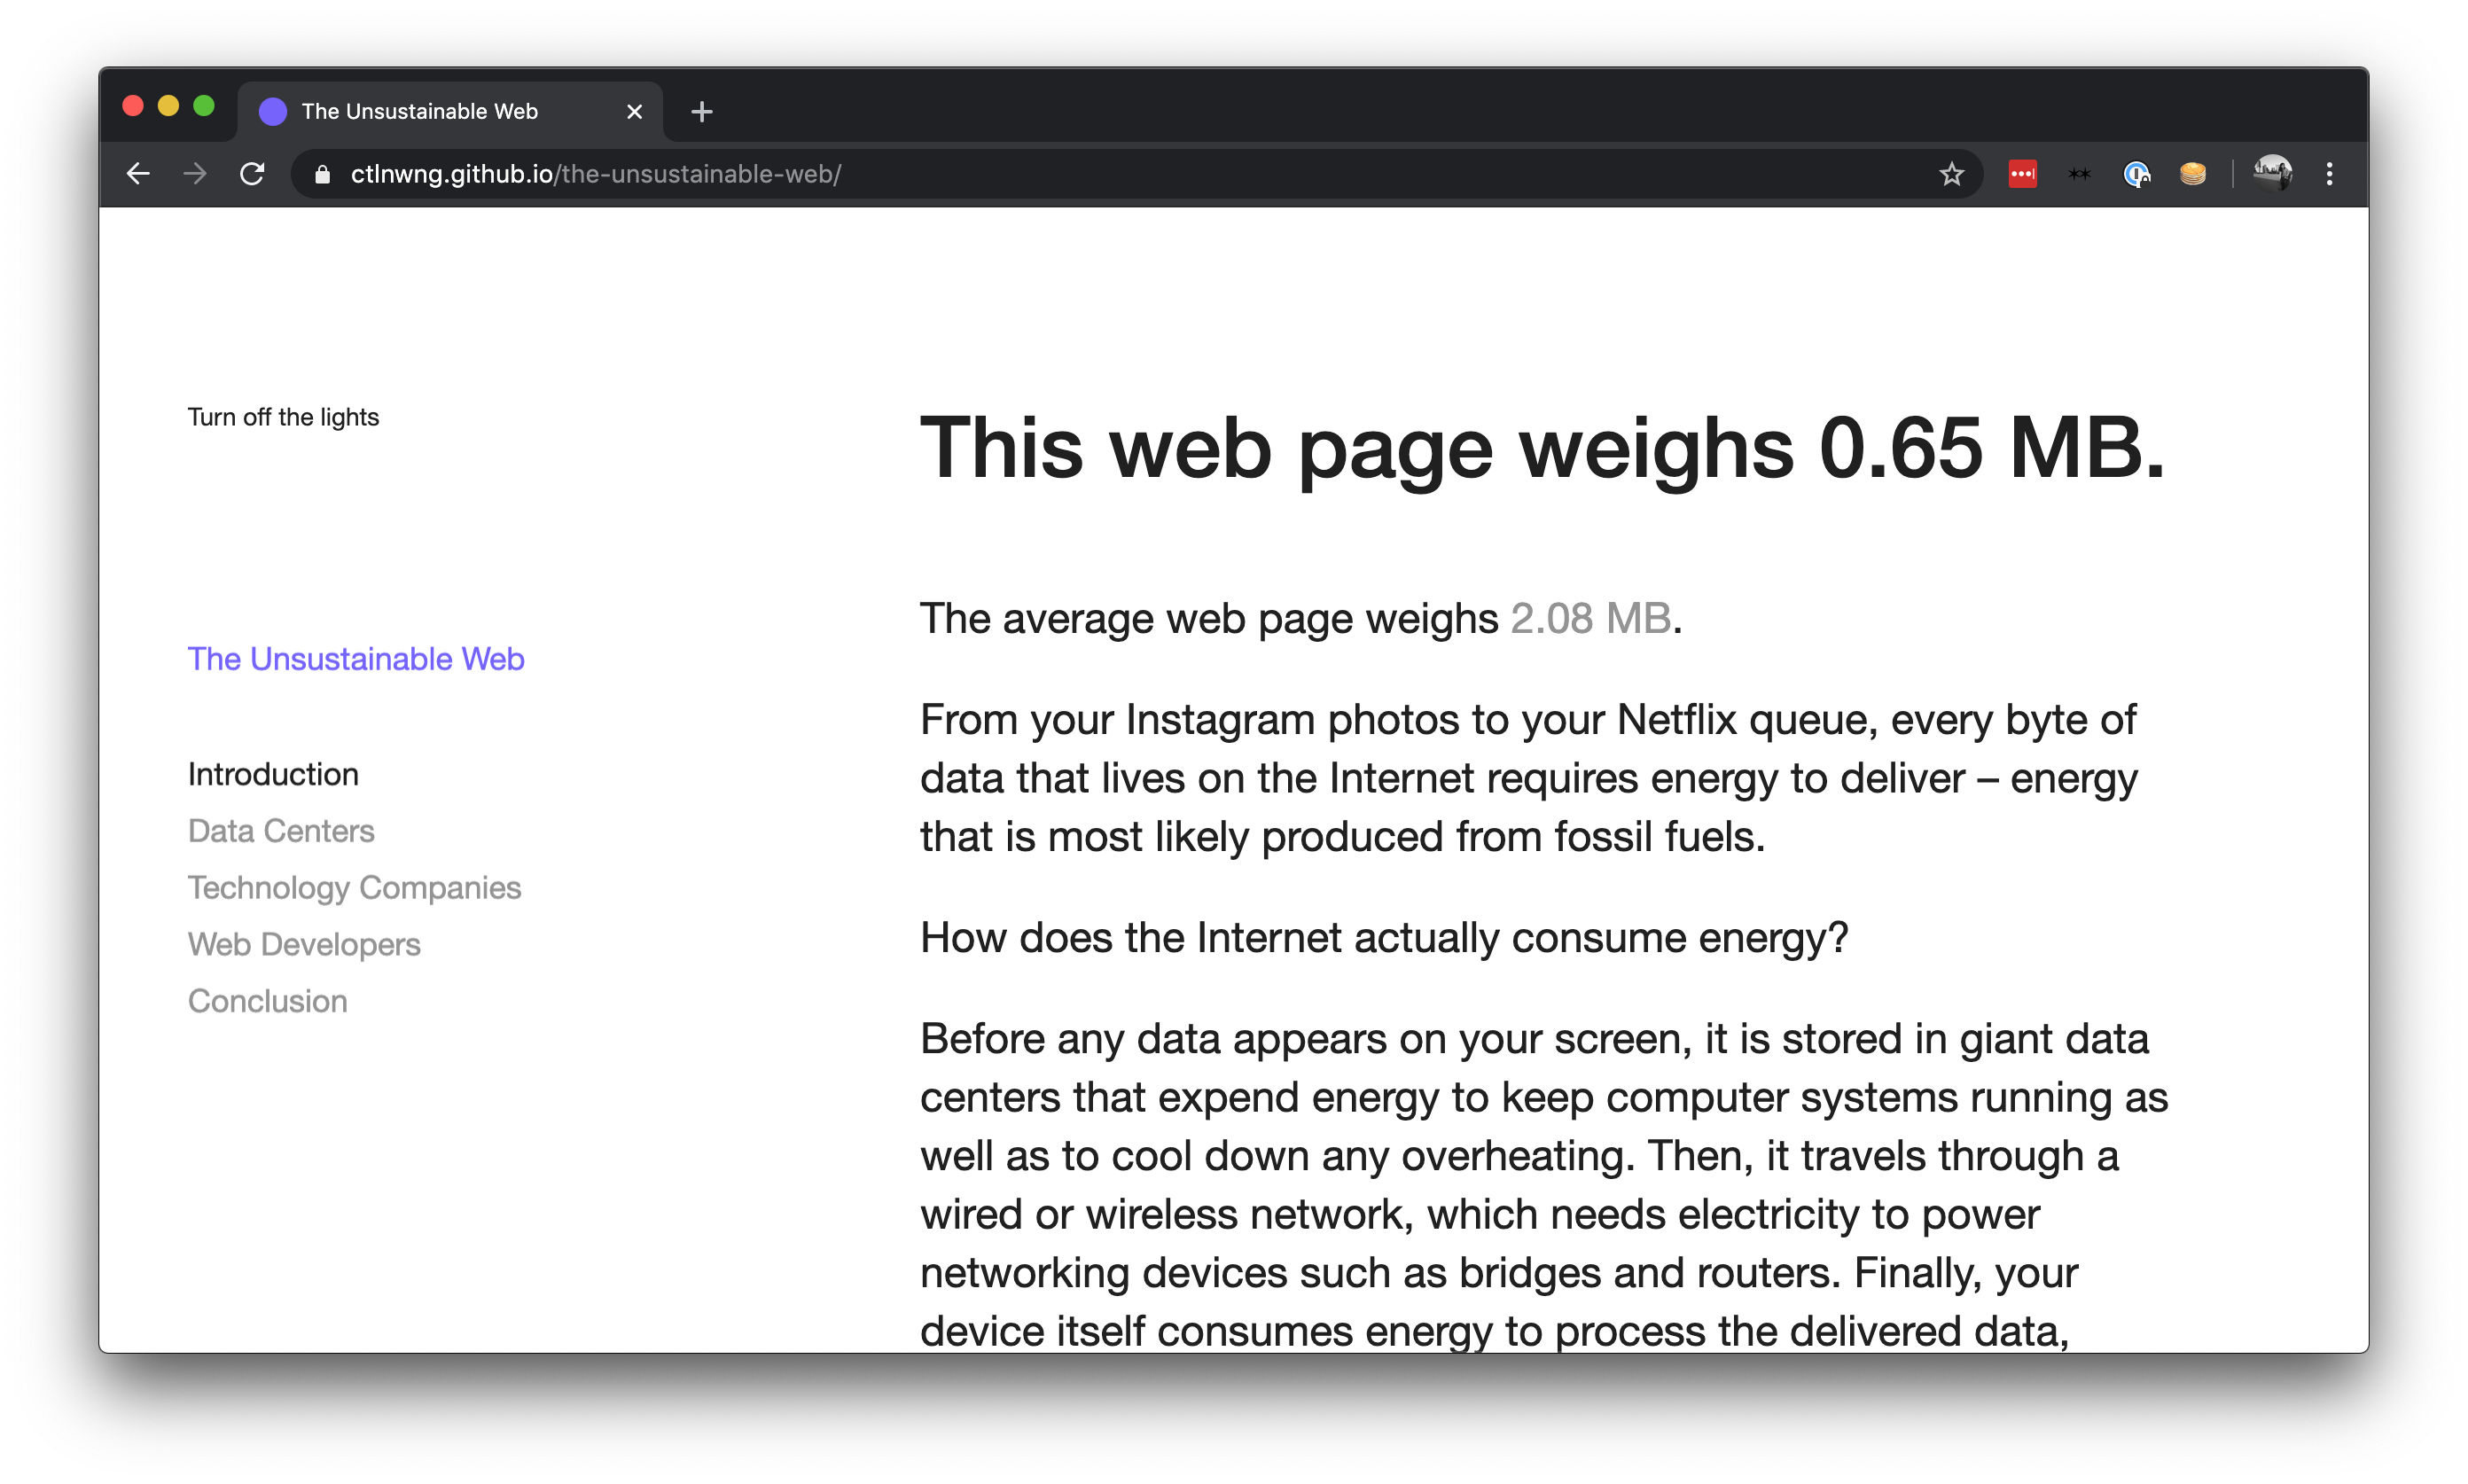 The Unsustainable Web
ctlnwng.github.io/the-unsustainable-web/
Turn off the lights
The Unsustainable Web
Introduction
Data Centers
Technology Companies
Web Developers
Conclusion
This web page weighs 0.65 MB.
The average web page weighs 2.08 MB.
From your Instagram photos to your Netflix queue, every byte of
data that lives on the Internet requires energy to deliver – energy
that is most likely produced from fossil fuels.
How does the Internet actually consume energy?
Before any data appears on your screen, it is stored in giant data
centers that expend energy to keep computer systems running as
well as to cool down any overheating. Then, it travels through a
wired or wireless network, which needs electricity to power
networking devices such as bridges and routers. Finally, your
device itself consumes energy to process the delivered data,